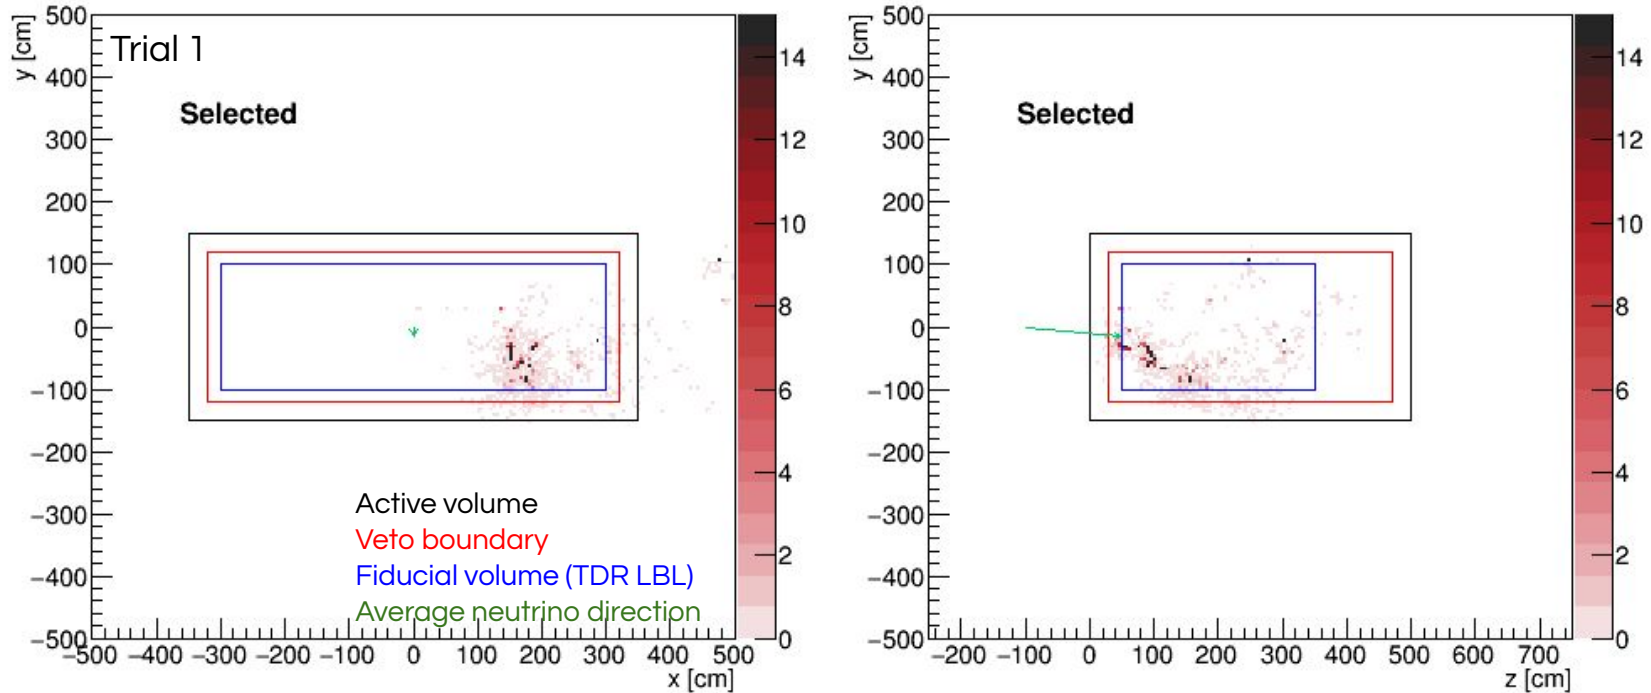 500
400
300
200
100
0
−100
−200
−300
−400
−500
y [cm]
Trial 1
Selected
Active volume
Veto boundary
Fiducial volume (TDR LBL)
Average neutrino direction
−500 −400 −300 −200 −100 0 100 200 300 400 500
x [cm]
14
12
10
8
6
4
2
0
500
400
300
200
100
0
−100
−200
−300
−400
−500
y [cm]
Selected
−200 −100 0 100 200 300 400 500 600 700
z [cm]
14
12
10
8
6
4
2
0